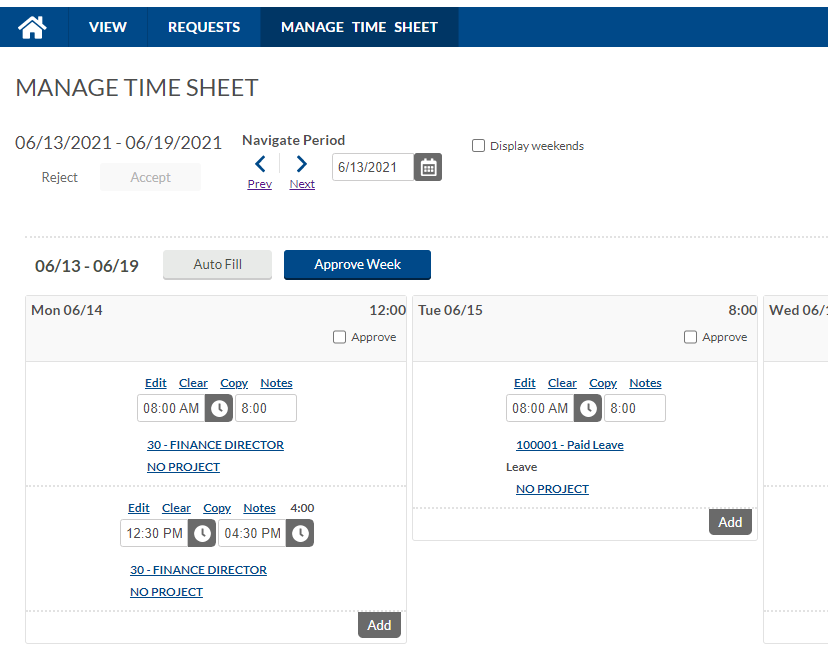 VIEW REQUESTS MANAGE TIME SHEET
MANAGE TIME SHEET
06/13/2021 - 06/19/2021 Navigate Period
Display weekends
6/13/2021
Reject Accept
Prev Next
06/13 - 06/19 Auto Fill Approve Week
Mon 06/14 12:00
Approve
Edit Clear Copy Notes
08:00 AM 8:00
30 - FINANCE DIRECTOR
NO PROJECT
Edit Clear Copy Notes 4:00
12:30 PM 04:30 PM
30 - FINANCE DIRECTOR
NO PROJECT
Add
Tue 06/15 8:00
Approve
Edit Clear Copy Notes
08:00 AM 8:00
100001 - Paid Leave
Leave
NO PROJECT
Add
Wed 06/